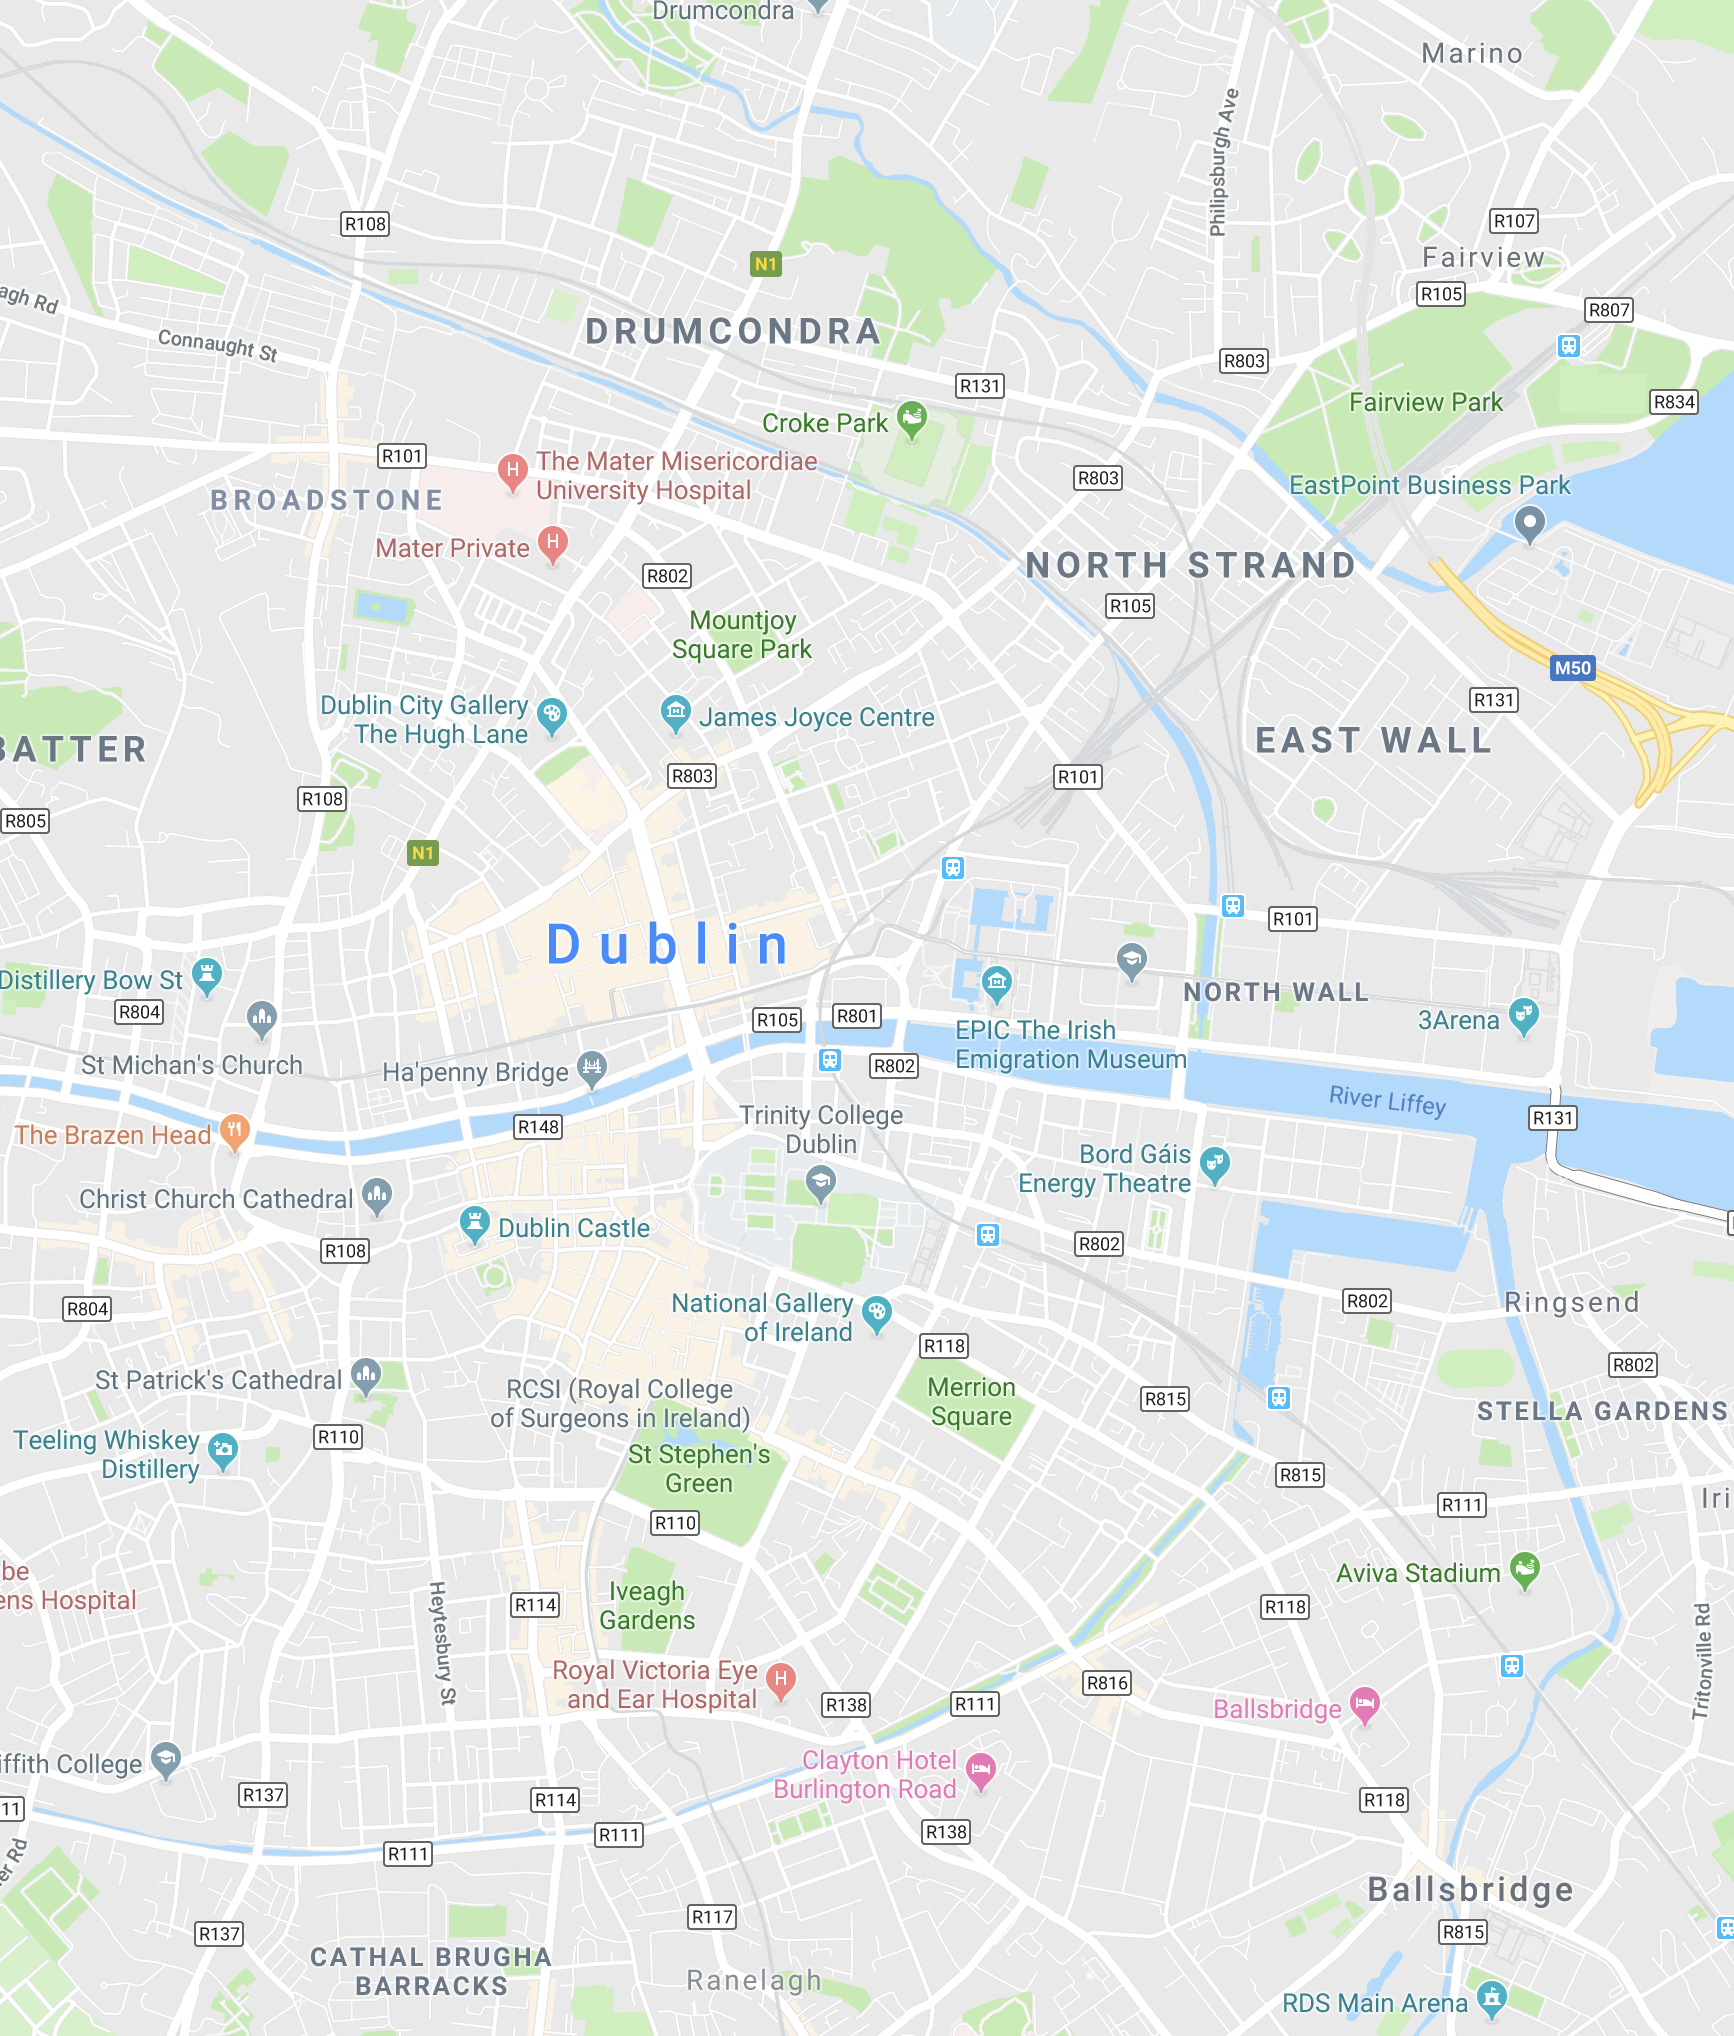 Drumcondra
Marino
Philipsburgh Ave
R108
R107
N1
Fairview
agh Rd
R105
R807
Connaught St
DRUMCONDRA
R803
R131
Fairview Park
R834
Croke Park
R101
The Mater Misericordiae
University Hospital
R803
EastPoint Business Park
BROADSTONE
Mater Private
NORTH STRAND
R802
R105
Mountjoy
Square Park
M50
R131
Dublin City Gallery
The Hugh Lane
James Joyce Centre
BATTER
EAST WALL
R803
R101
R108
R805
N1
R101
Dublin
Distillery Bow St
NORTH WALL
R804
R105
R801
EPIC The Irish
Emigration Museum
3Arena
St Michan's Church
Ha'penny Bridge
R802
River Liffey
The Brazen Head
R148
Trinity College
Dublin
R131
Bord Gáis
Energy Theatre
Christ Church Cathedral
Dublin Castle
R108
R802
R804
National Gallery
of Ireland
R802
Ringsend
R118
R802
St Patrick's Cathedral
RCSI (Royal College
of Surgeons in Ireland)
Merrion
Square
R815
STELLA GARDENS
R110
Teeling Whiskey
Distillery
St Stephen's
Green
R815
Iri
R111
R110
be
ens Hospital
Heytesbury St
R114
Iveagh
Gardens
Aviva Stadium
R118
Tritonville Rd
Royal Victoria Eye
and Ear Hospital
R138
R111
R816
Ballsbridge
iffith College
Clayton Hotel
Burlington Road
R137
R114
R118
11
R111
R138
R111
er Rd
Ballsbridge
R117
R137
R815
CATHAL BRUGHA
BARRACKS
Ranelagh
RDS Main Arena